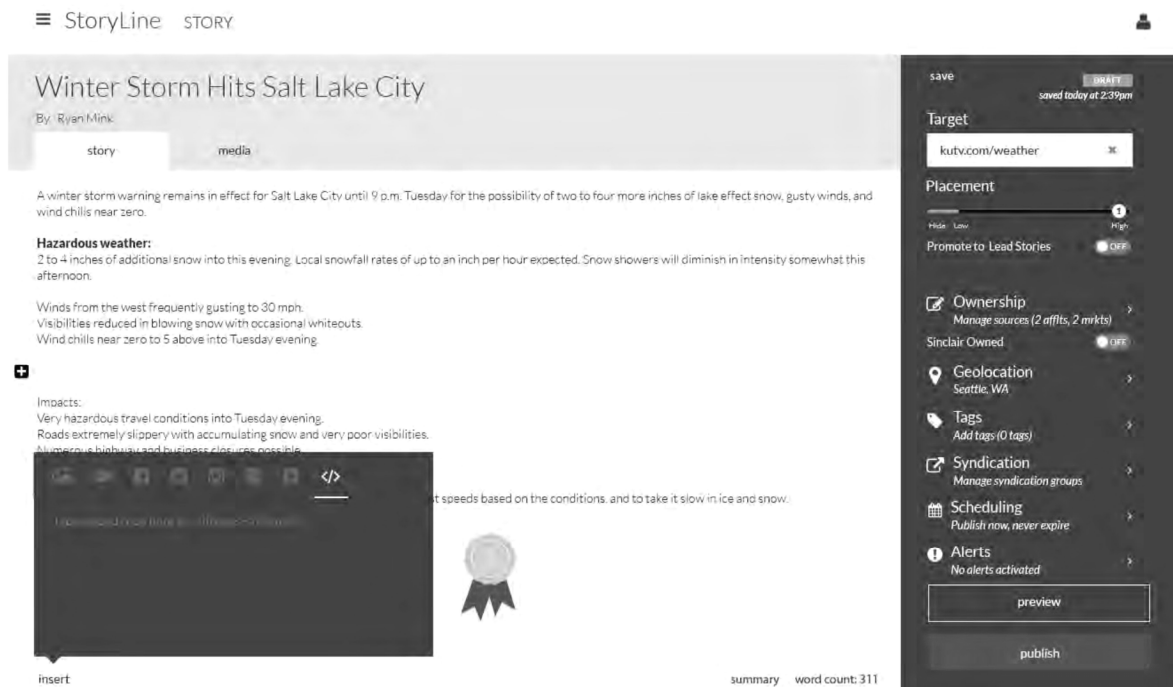 StoryLine STORY
Winter Storm Hits Salt Lake City
By: Ryan Mink
story media
A winter storm warning remains in effect for Salt Lake City until 9 p.m. Tuesday for the possibility of two to four more inches of lake effect snow, gusty winds, and
wind chills near zero.
Hazardous weather:
2 to 4 inches of additional snow into this evening. Local snowfall rates of up to an inch per hour expected. Snow showers will diminish in intensity somewhat this
afternoon.
Winds from the west frequently gusting to 30 mph.
Visibilities reduced in blowing snow with occasional whiteouts.
Wind chills near zero to 5 above into Tuesday evening.
Impacts:
Very hazardous travel conditions into Tuesday evening.
Roads extremely slippery with accumulating snow and very poor visibilities.
Numerous highway and business closures possible.
</>
t speeds based on the conditions, and to take it slow in ice and snow.
insert
summary word count: 311
save
DRAFT
saved today at 2:39pm
Target
kutv.com/weather
Placement
1
Hide Low High
Promote to Lead Stories OFF
Ownership
Manage sources (2 afflts, 2 mrkts)
Sinclair Owned OFF
Geolocation
Seattle, WA
Tags
Add tags (0 tags)
Syndication
Manage syndication groups
Scheduling
Publish now, never expire
Alerts
No alerts activated
preview
publish